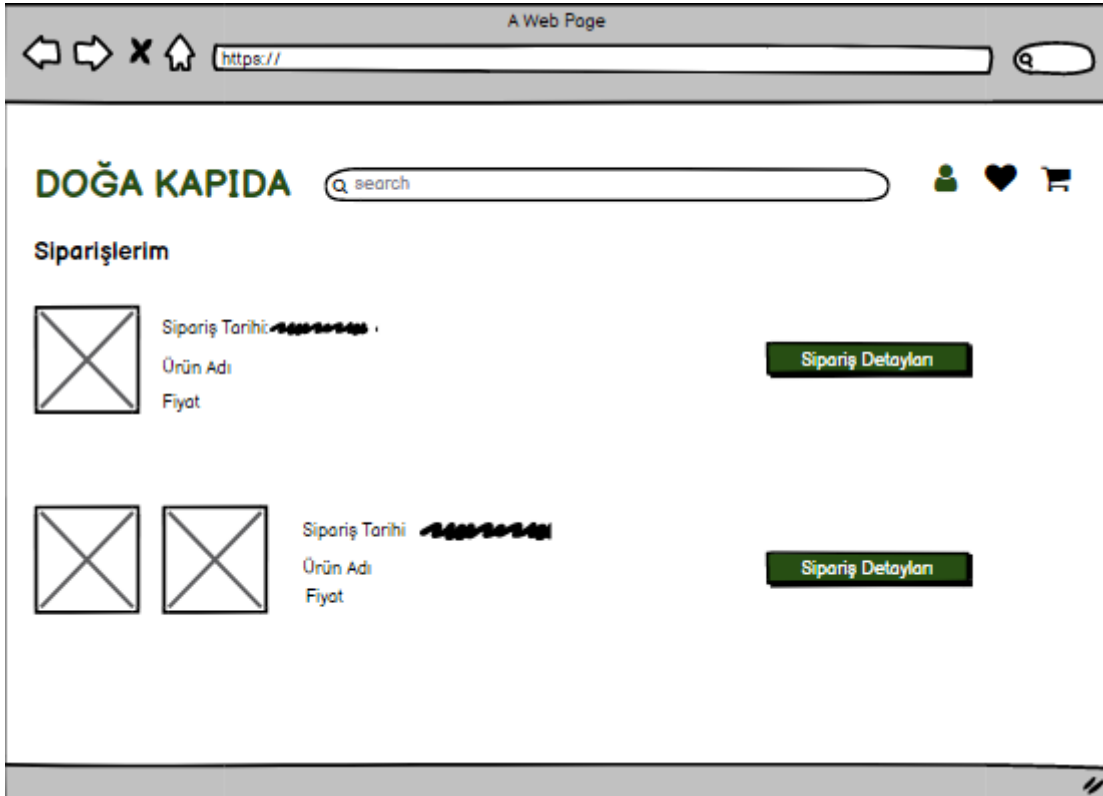 A Web Page
https://
DOĞA KAPIDA
search
Siparişlerim
Sipariş Tarihi:
Ürün Adı
Fiyat
Sipariş Detayları
Sipariş Tarihi
Ürün Adı
Fiyat
Sipariş Detayları